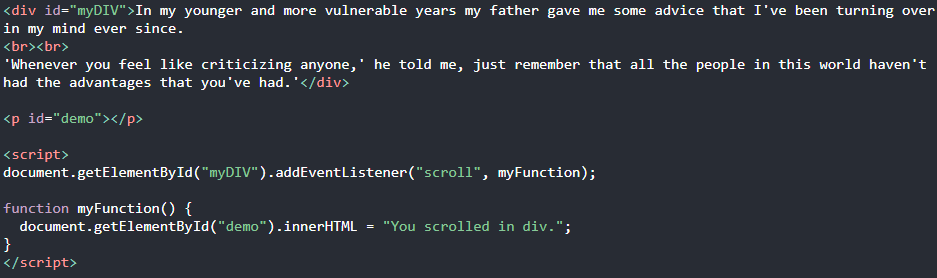 <div id="myDIV">In my younger and more vulnerable years my father gave me some advice that I've been turning over
in my mind ever since.
<br><br>
'Whenever you feel like criticizing anyone,' he told me, just remember that all the people in this world haven't
had the advantages that you've had.'</div>

<p id="demo"></p>

<script>
document.getElementById("myDIV").addEventListener("scroll", myFunction);

function myFunction() {
  document.getElementById("demo").innerHTML = "You scrolled in div.";
}
</script>